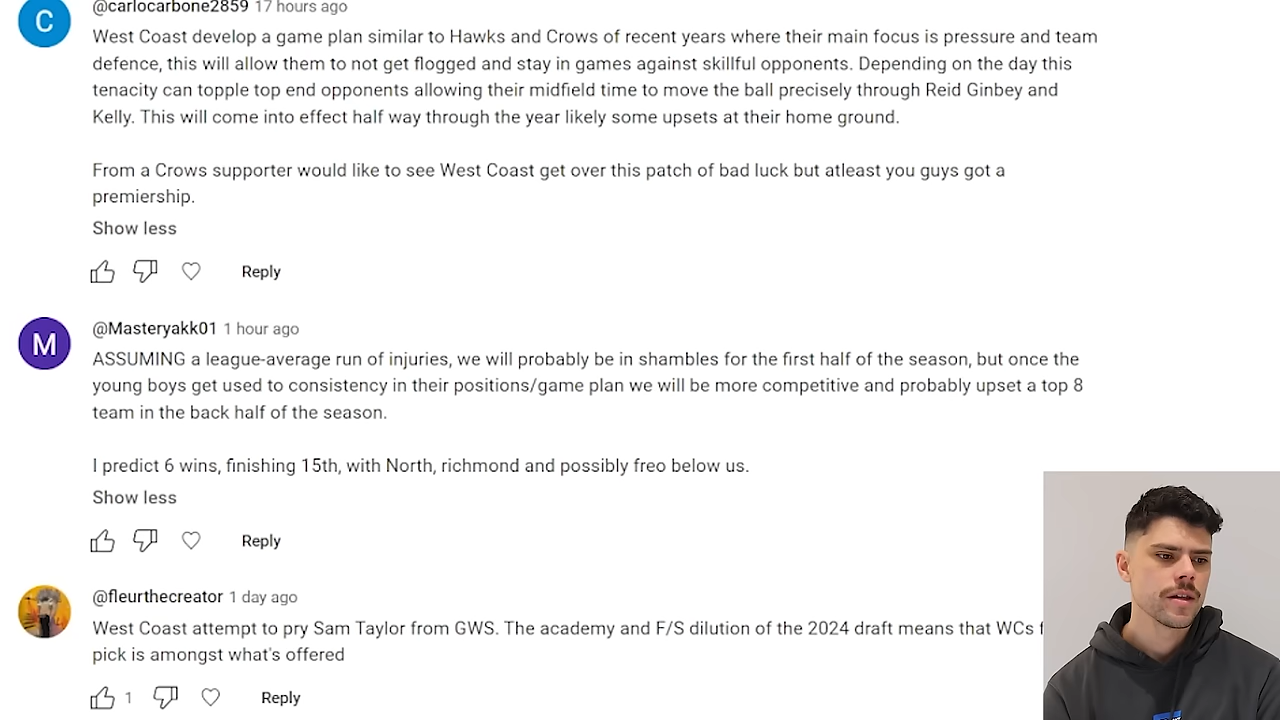 C
@carlocarbone2859 17 hours ago
West Coast develop a game plan similar to Hawks and Crows of recent years where their main focus is pressure and team
defence, this will allow them to not get flogged and stay in games against skillful opponents. Depending on the day this
tenacity can topple top end opponents allowing their midfield time to move the ball precisely through Reid Ginbey and
Kelly. This will come into effect half way through the year likely some upsets at their home ground.
From a Crows supporter would like to see West Coast get over this patch of bad luck but atleast you guys got a
premiership.
Show less
Reply
M
@Masteryakk01 1 hour ago
ASSUMING a league-average run of injuries, we will probably be in shambles for the first half of the season, but once the
young boys get used to consistency in their positions/game plan we will be more competitive and probably upset a top 8
team in the back half of the season.
I predict 6 wins, finishing 15th, with North, richmond and possibly freo below us.
Show less
Reply
@fleurthecreator 1 day ago
West Coast attempt to pry Sam Taylor from GWS. The academy and F/S dilution of the 2024 draft means that WCs
pick is amongst what's offered
1 Reply